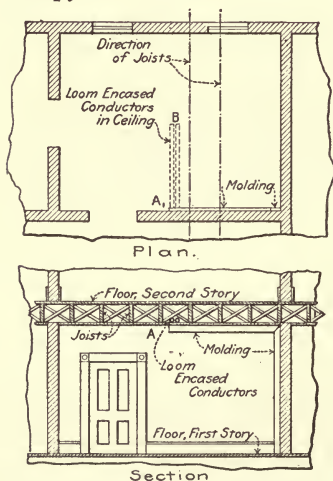 Direction
of Joists
Loom Encased
Conductors
in Ceiling
B
A
Molding
Plan.
Floor, Second Story
Joists
A
Molding
Loom
Encased
Conductors
Floor, First Story
Section